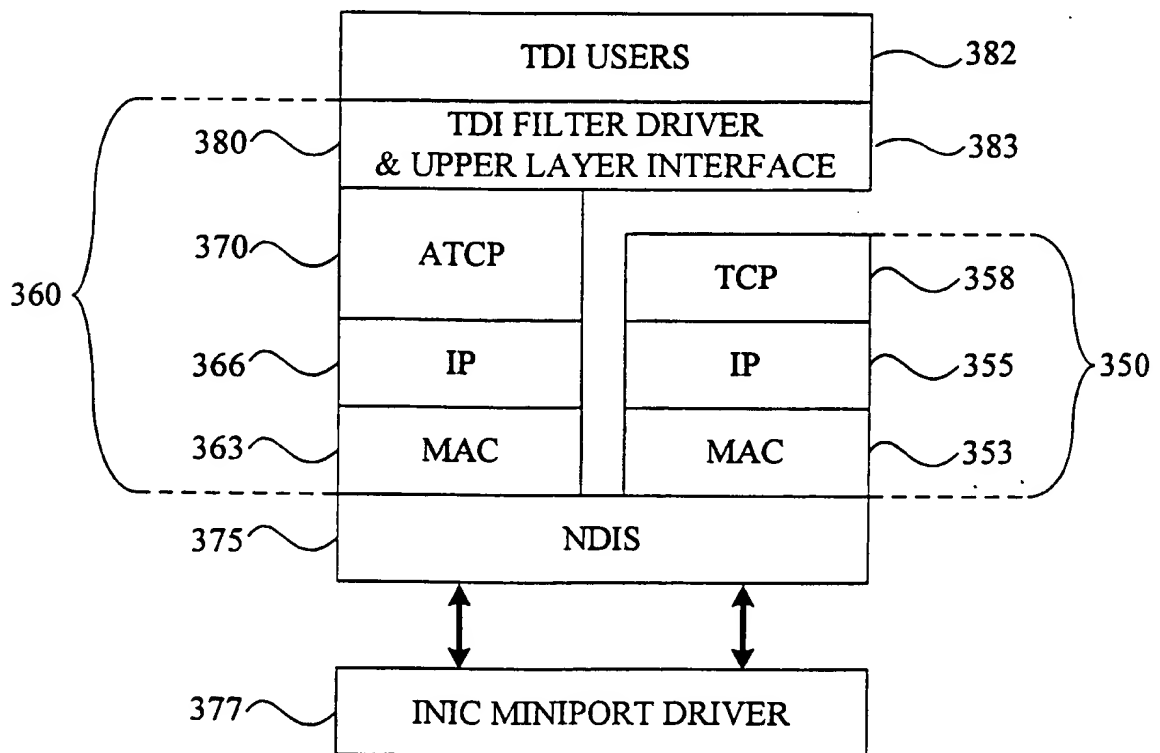 TDI USERS
382
380
TDI FILTER DRIVER
& UPPER LAYER INTERFACE
383
370
ATCP
TCP
358
360
366
IP
IP
355
350
363
MAC
MAC
353
375
NDIS
377
INIC MINIPORT DRIVER